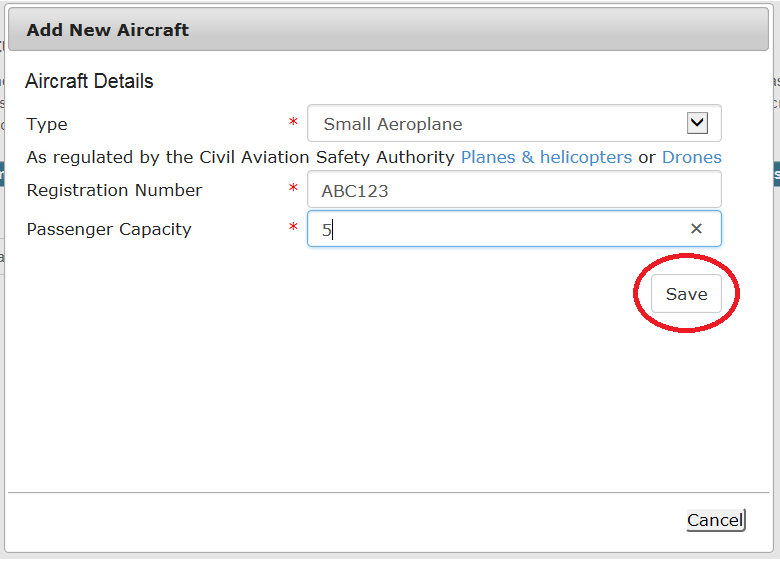 Add New Aircraft
Aircraft Details
Type * Small Aeroplane
As regulated by the Civil Aviation Safety Authority Planes & helicopters or Drones
Registration Number * ABC123
Passenger Capacity * 5 ×
Save
Cancel